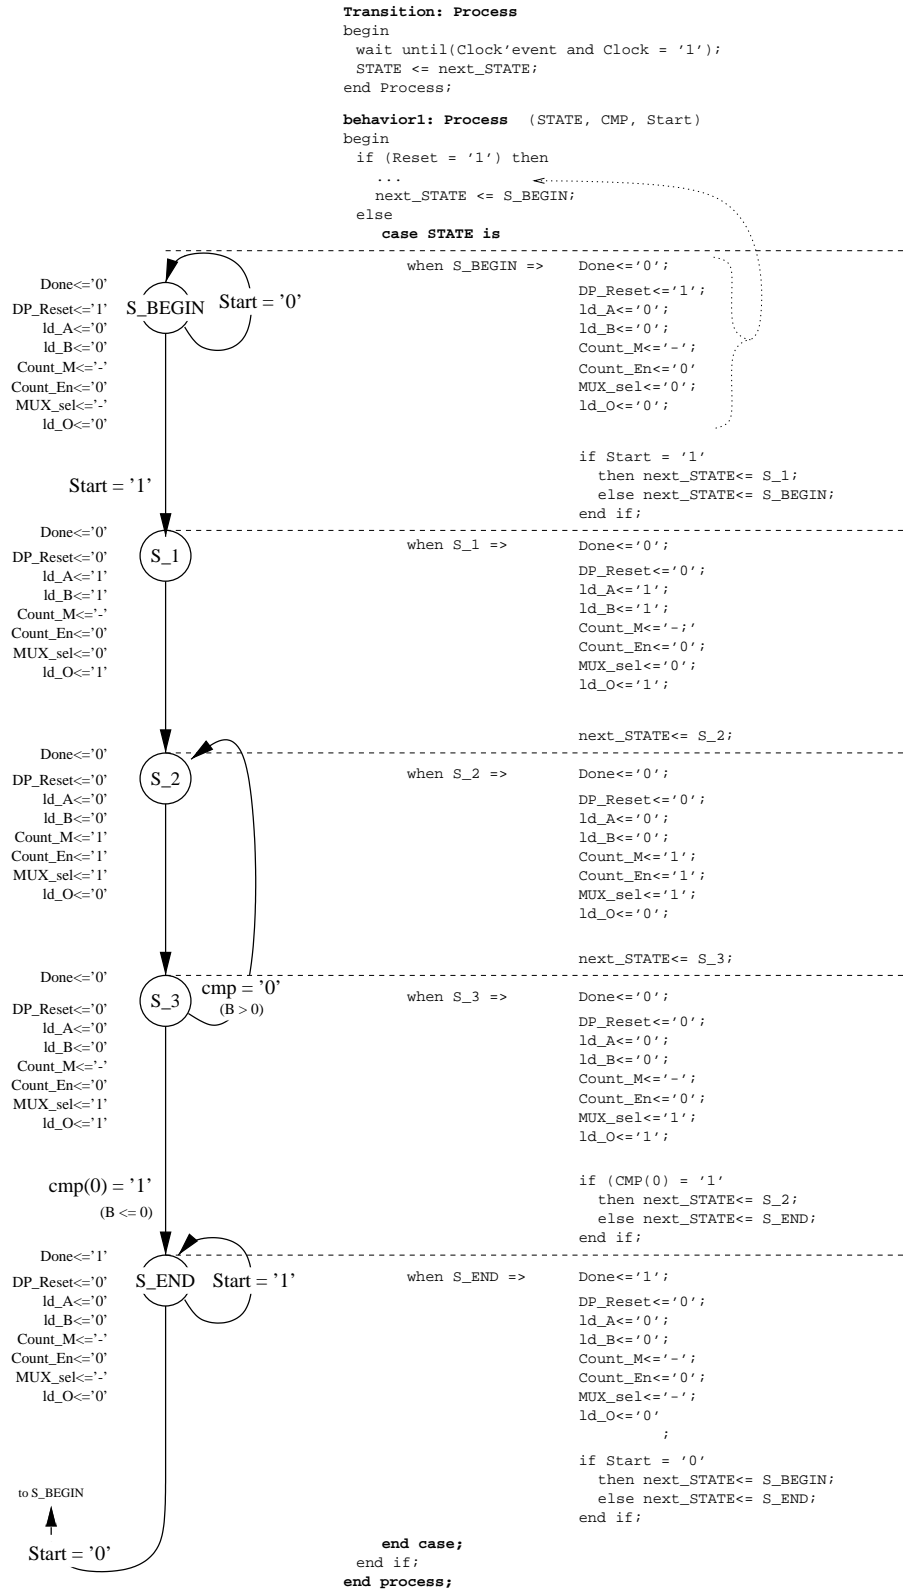 Transition: Process
begin
wait until(Clock'event and Clock = '1');
STATE <= next_STATE;
end Process;
behavior1: Process (STATE, CMP, Start)
begin
if (Reset = '1') then
...
next_STATE <= S_BEGIN;
else
case STATE is
Done<='0'
DP_Reset<='1'
ld_A<='0'
ld_B<='0'
Count_M<='-'
Count_En<='0'
MUX_sel<='-'
ld_O<='0'
S_BEGIN
Start = '0'
when S_BEGIN => Done<='0';
DP_Reset<='1';
ld_A<='0';
ld_B<='0';
Count_M<='-';
Count_En<='0'
MUX_sel<='0';
ld_O<='0';
if Start = '1'
then next_STATE<= S_1;
else next_STATE<= S_BEGIN;
end if;
Start = '1'
Done<='0'
DP_Reset<='0'
ld_A<='1'
ld_B<='1'
Count_M<='-'
Count_En<='0'
MUX_sel<='0'
ld_O<='1'
S_1
when S_1 => Done<='0';
DP_Reset<='0';
ld_A<='1';
ld_B<='1';
Count_M<='-;'
Count_En<='0';
MUX_sel<='0';
ld_O<='1';
next_STATE<= S_2;
Done<='0'
DP_Reset<='0'
ld_A<='0'
ld_B<='0'
Count_M<='1'
Count_En<='1'
MUX_sel<='1'
ld_O<='0'
S_2
when S_2 => Done<='0';
DP_Reset<='0';
ld_A<='0';
ld_B<='0';
Count_M<='1';
Count_En<='1';
MUX_sel<='1';
ld_O<='0';
next_STATE<= S_3;
Done<='0'
DP_Reset<='0'
ld_A<='0'
ld_B<='0'
Count_M<='-'
Count_En<='0'
MUX_sel<='1'
ld_O<='1'
S_3
cmp = '0'
(B > 0)
when S_3 => Done<='0';
DP_Reset<='0';
ld_A<='0';
ld_B<='0';
Count_M<='-';
Count_En<='0';
MUX_sel<='1';
ld_O<='1';
if (CMP(0) = '1'
then next_STATE<= S_2;
else next_STATE<= S_END;
end if;
cmp(0) = '1'
(B <= 0)
Done<='1'
DP_Reset<='0'
ld_A<='0'
ld_B<='0'
Count_M<='-'
Count_En<='0'
MUX_sel<='-'
ld_O<='0'
S_END
Start = '1'
when S_END => Done<='1';
DP_Reset<='0';
ld_A<='0';
ld_B<='0';
Count_M<='-';
Count_En<='0';
MUX_sel<='-';
ld_O<='0'
;
if Start = '0'
then next_STATE<= S_BEGIN;
else next_STATE<= S_END;
end if;
to S_BEGIN
Start = '0'
end case;
end if;
end process;